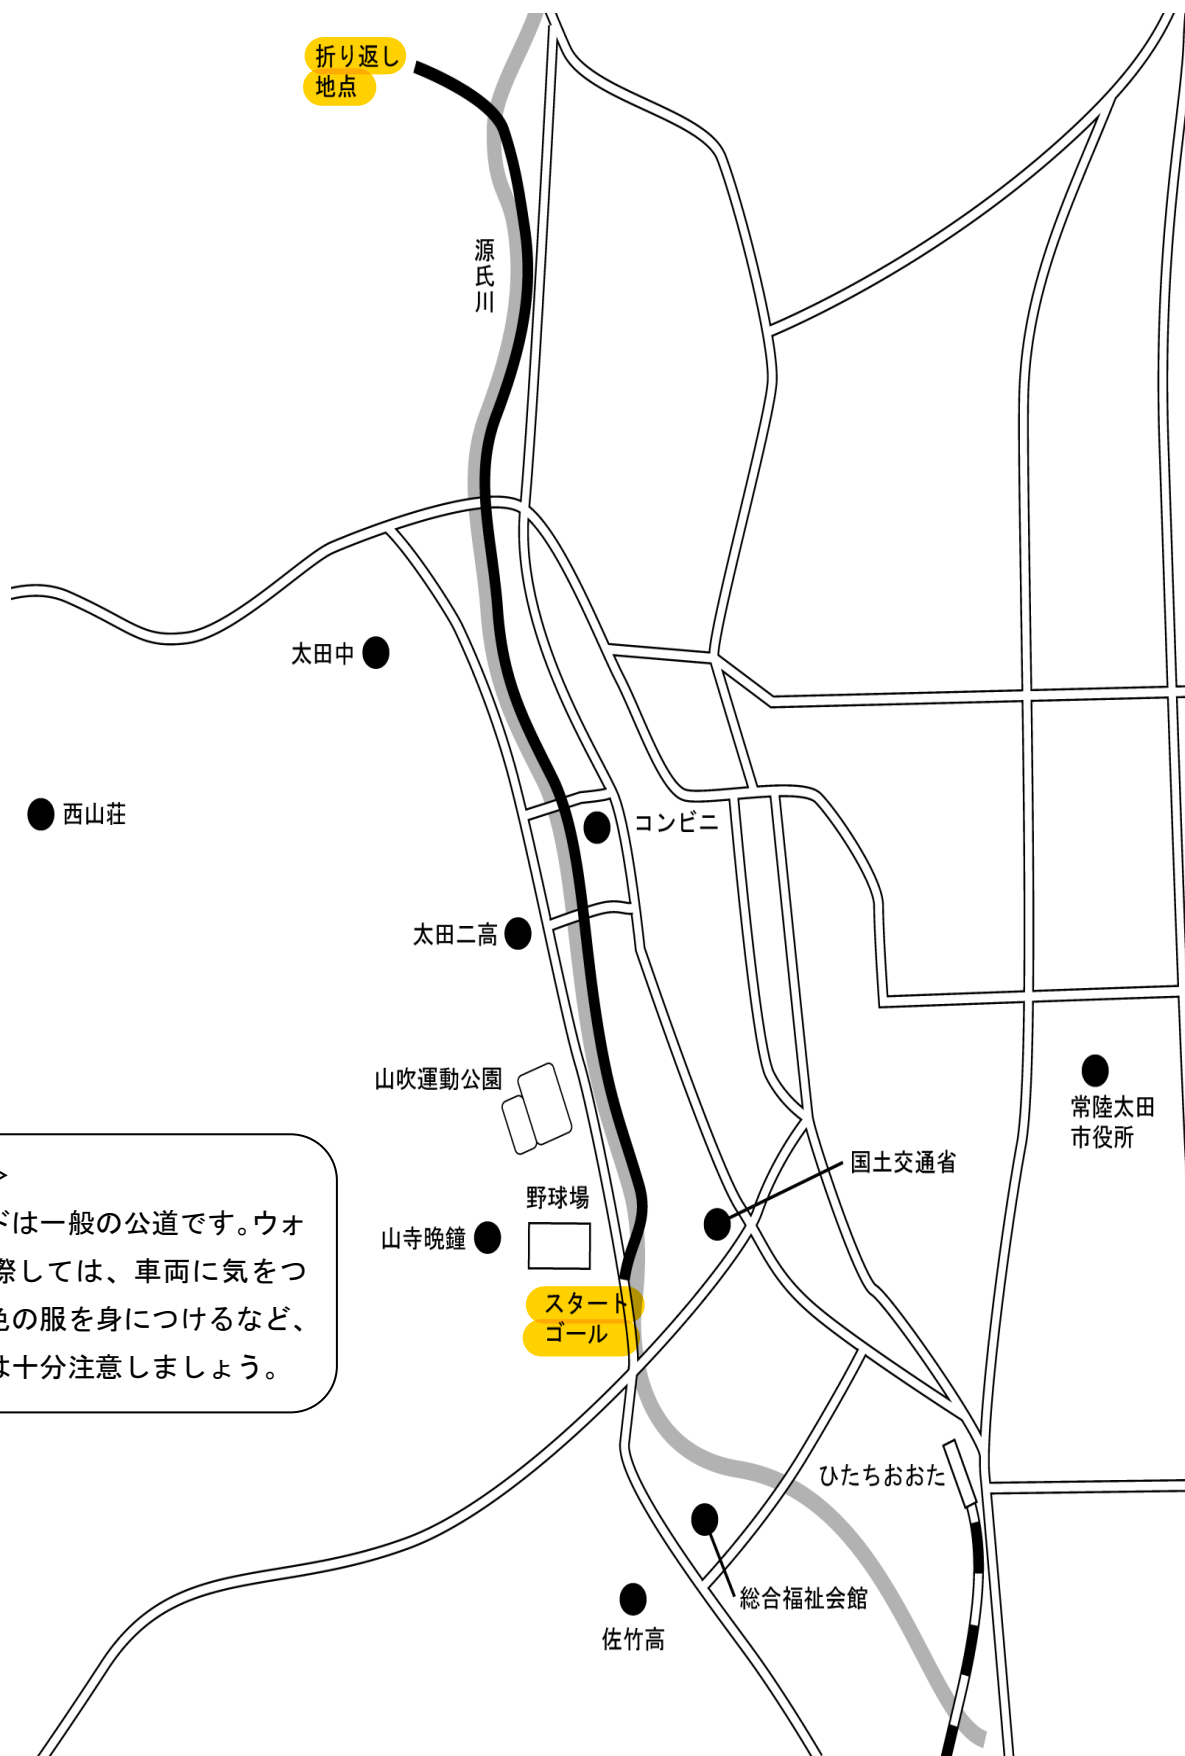 折り返し
地点
源氏川
太田中
西山荘
コンビニ
太田二高
山吹運動公園
常陸太田
市役所
国土交通省
野球場
山寺晩鐘
>
ドは一般の公道です。ウォ
際しては、車両に気をつ
色の服を身につけるなど、
は十分注意しましょう。
スタート
ゴール
ひたちおおた
総合福祉会館
佐竹高